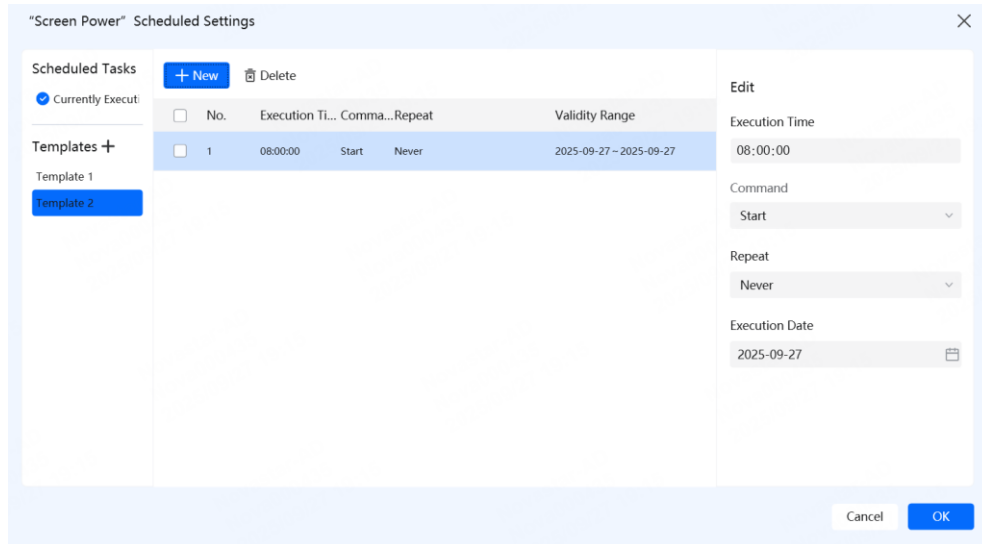 "Screen Power" Scheduled Settings
Scheduled Tasks
Currently Executi
Templates
Template 1
Template 2
New Delete
No. Execution Ti... Comma... Repeat Validity Range
1 08:00:00 Start Never 2025-09-27 ~ 2025-09-27
Edit
Execution Time
08:00:00
Command
Start
Repeat
Never
Execution Date
2025-09-27
Cancel OK